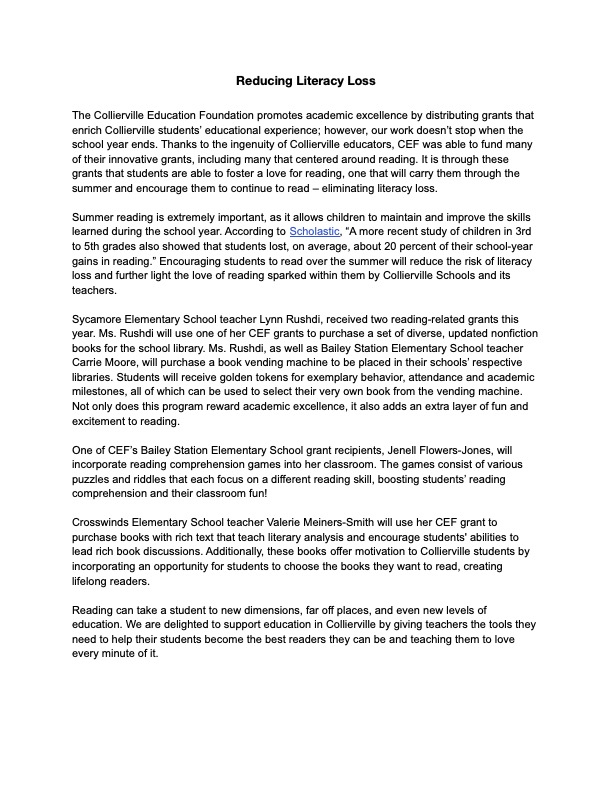 Reducing Literacy Loss
The Collierville Education Foundation promotes academic excellence by distributing grants that
enrich Collierville students’ educational experience; however, our work doesn’t stop when the
school year ends. Thanks to the ingenuity of Collierville educators, CEF was able to fund many
of their innovative grants, including many that centered around reading. It is through these
grants that students are able to foster a love for reading, one that will carry them through the
summer and encourage them to continue to read – eliminating literacy loss.
Summer reading is extremely important, as it allows children to maintain and improve the skills
learned during the school year. According to Scholastic, “A more recent study of children in 3rd
to 5th grades also showed that students lost, on average, about 20 percent of their school-year
gains in reading.” Encouraging students to read over the summer will reduce the risk of literacy
loss and further light the love of reading sparked within them by Collierville Schools and its
teachers.
Sycamore Elementary School teacher Lynn Rushdi, received two reading-related grants this
year. Ms. Rushdi will use one of her CEF grants to purchase a set of diverse, updated nonfiction
books for the school library. Ms. Rushdi, as well as Bailey Station Elementary School teacher
Carrie Moore, will purchase a book vending machine to be placed in their schools’ respective
libraries. Students will receive golden tokens for exemplary behavior, attendance and academic
milestones, all of which can be used to select their very own book from the vending machine.
Not only does this program reward academic excellence, it also adds an extra layer of fun and
excitement to reading.
One of CEF’s Bailey Station Elementary School grant recipients, Jenell Flowers-Jones, will
incorporate reading comprehension games into her classroom. The games consist of various
puzzles and riddles that each focus on a different reading skill, boosting students’ reading
comprehension and their classroom fun!
Crosswinds Elementary School teacher Valerie Meiners-Smith will use her CEF grant to
purchase books with rich text that teach literary analysis and encourage students’ abilities to
lead rich book discussions. Additionally, these books offer motivation to Collierville students by
incorporating an opportunity for students to choose the books they want to read, creating
lifelong readers.
Reading can take a student to new dimensions, far off places, and even new levels of
education. We are delighted to support education in Collierville by giving teachers the tools they
need to help their students become the best readers they can be and teaching them to love
every minute of it.